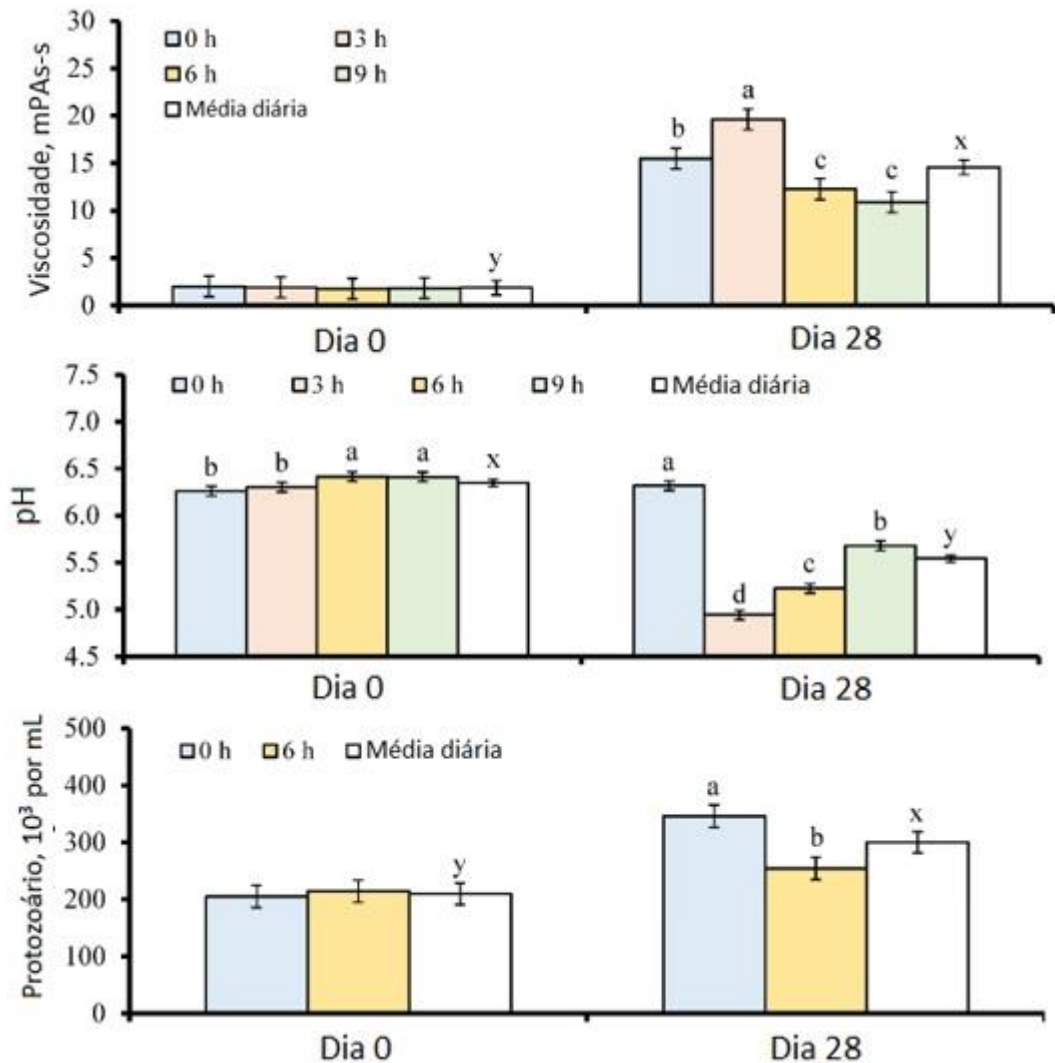 Viscosidade, mPAs-s
30
25
20
15
10
5
0
0 h 3 h
6 h 9 h
Média diária
y
b
a
c
c
x
Dia 0 Dia 28
pH
7.5
7.0
6.5
6.0
5.5
5.0
4.5
0 h 3 h 6 h 9 h Média diária
b b a a x
a
d
c
b
y
Dia 0 Dia 28
Protozoário, 10³ por mL
500
400
300
200
100
0
0 h 6 h Média diária
y
a
b
x
Dia 0 Dia 28